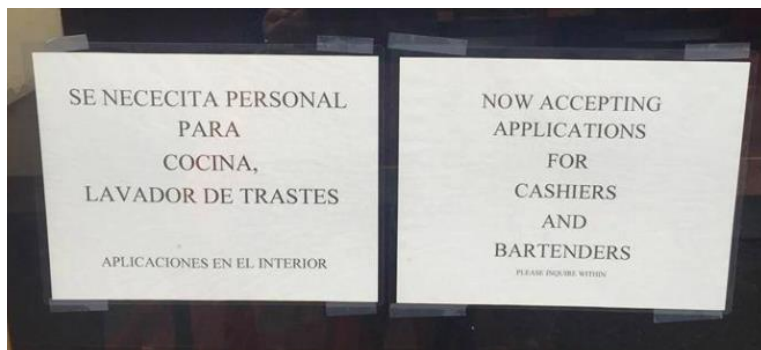 SE NECECITA PERSONAL
PARA
COCINA,
LAVADOR DE TRASTES
APLICACIONES EN EL INTERIOR
NOW ACCEPTING
APPLICATIONS
FOR
CASHIERS
AND
BARTENDERS
PLEASE INQUIRE WITHIN